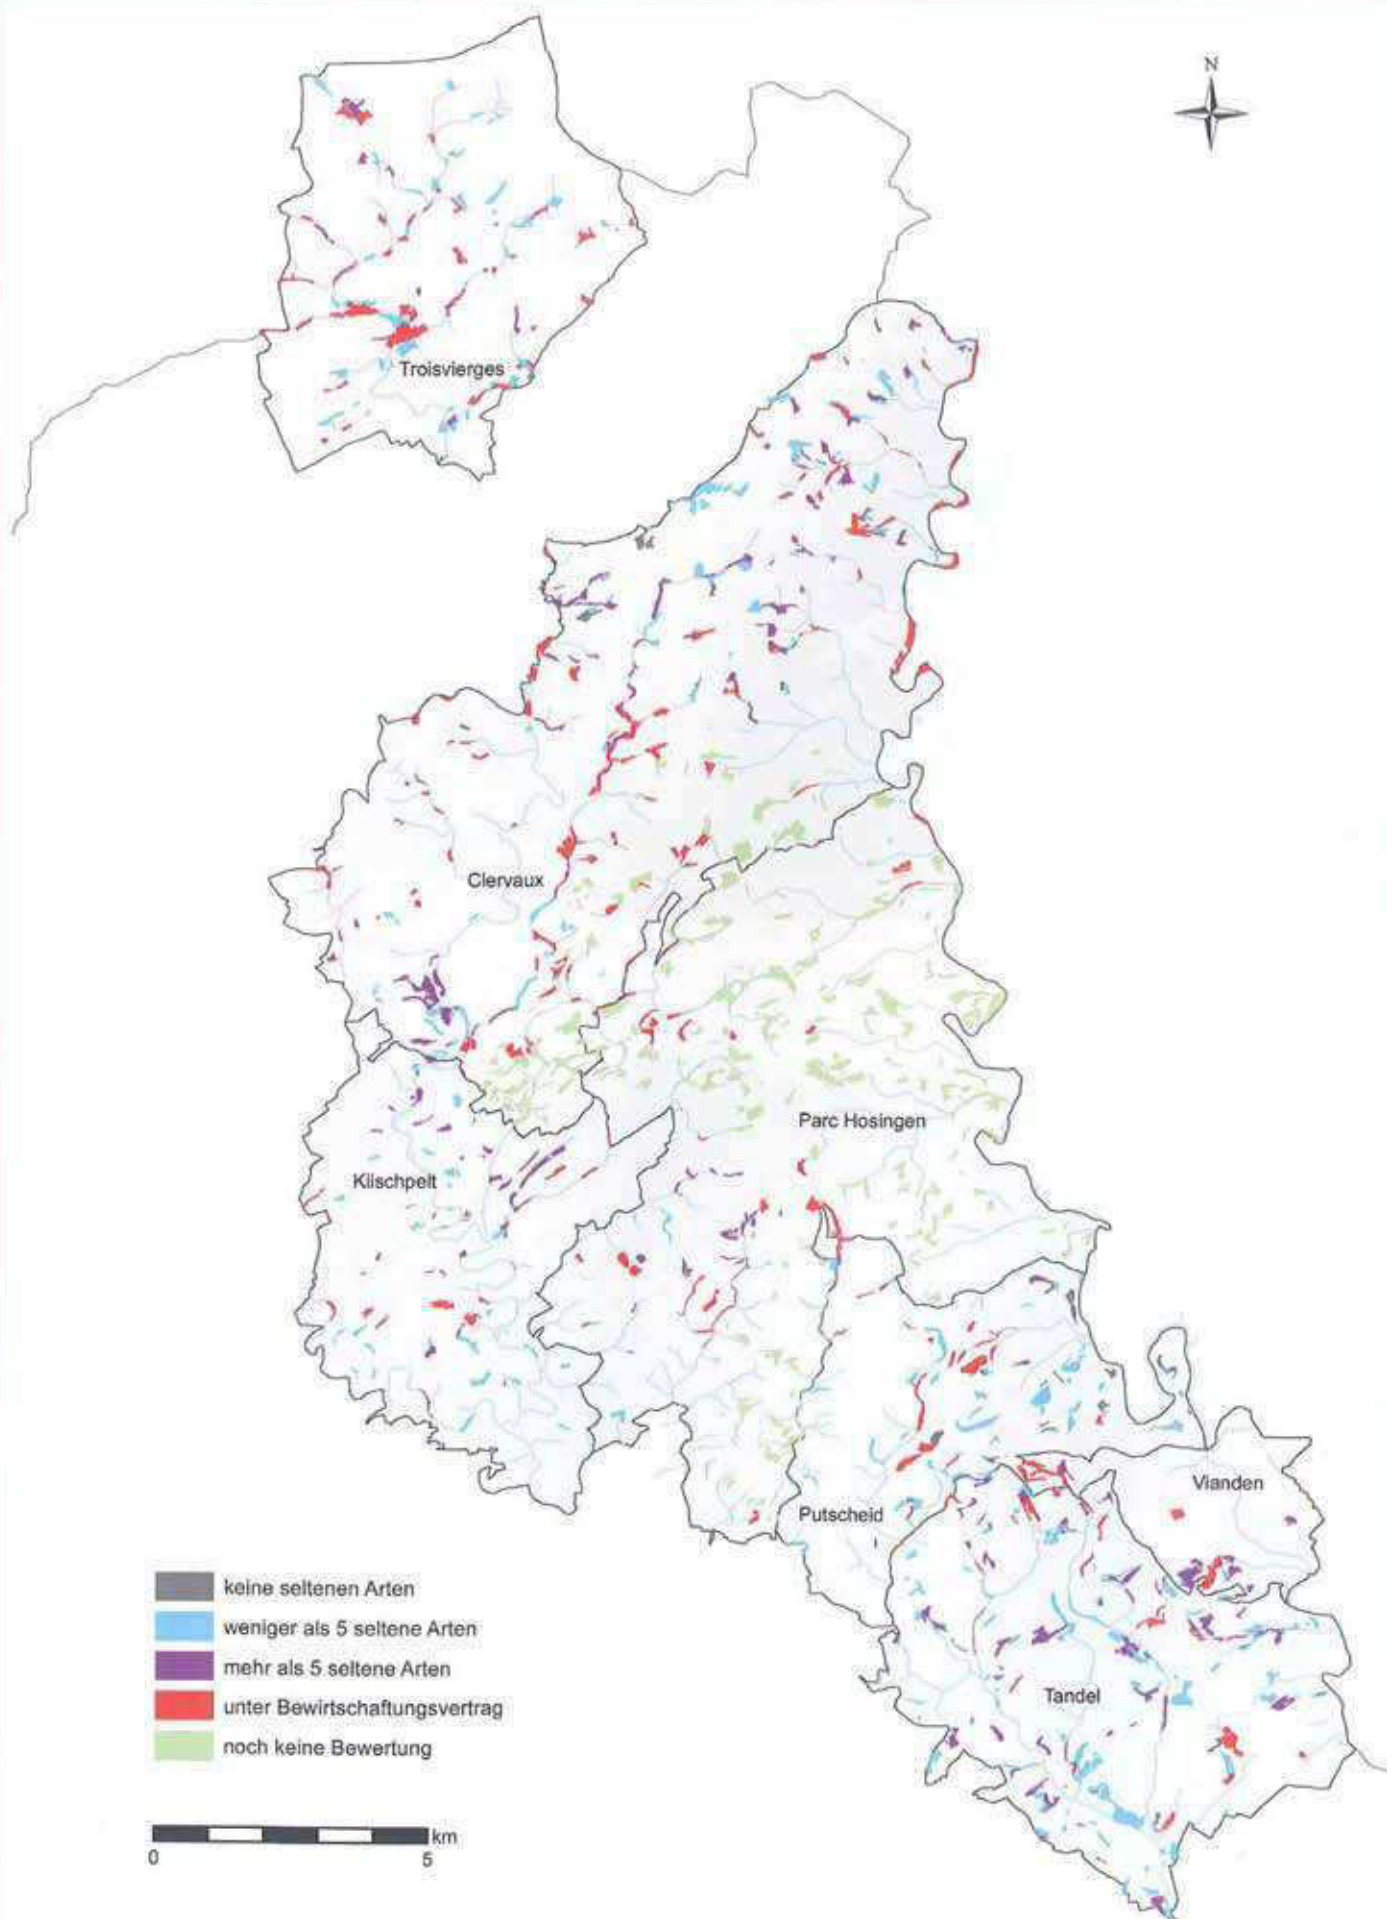 N
Troisvierges
Clervaux
Parc Hosingen
Kiischpelt
Vianden
Putscheid
Tandel
keine seltenen Arten
weniger als 5 seltene Arten
mehr als 5 seltene Arten
unter Bewirtschaftungsvertrag
noch keine Bewertung
km
0 5